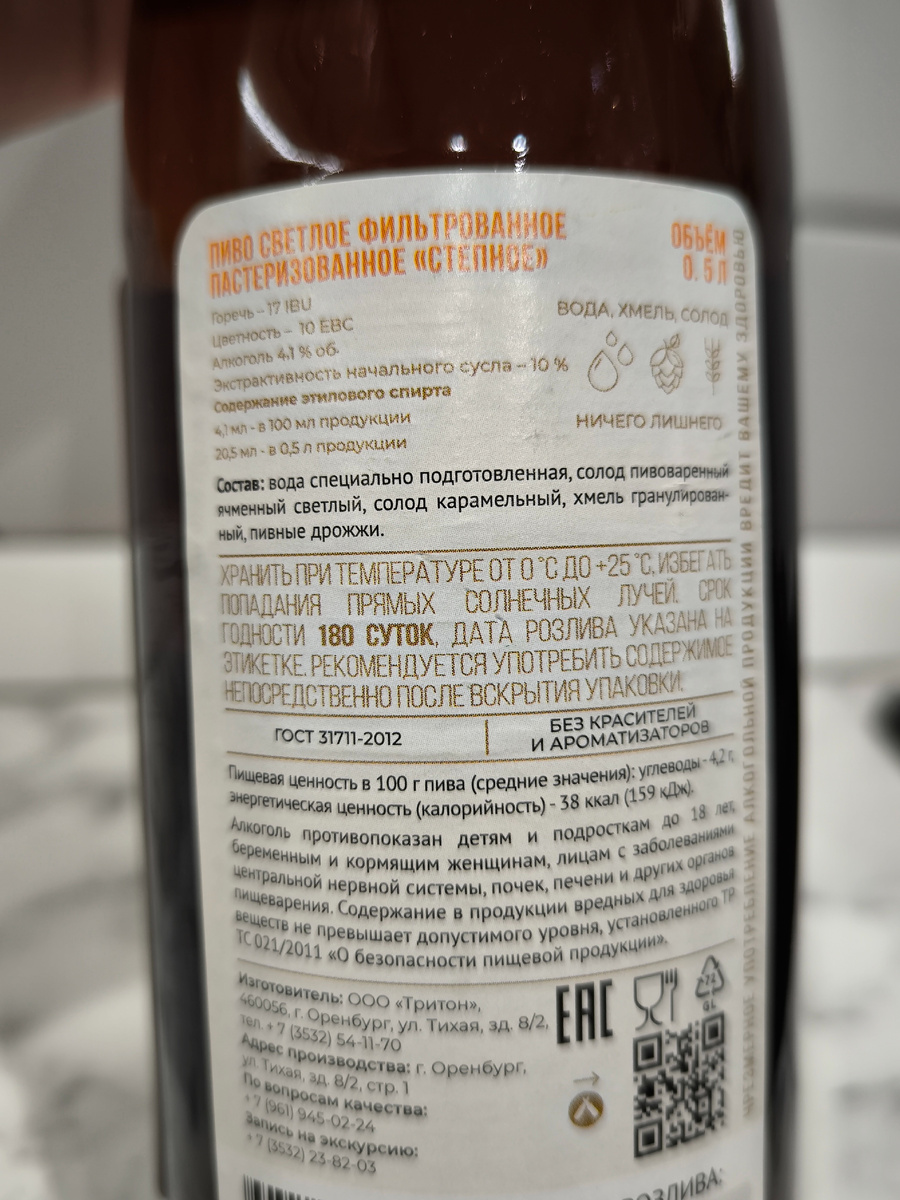 ПИВО СВЕТЛОЕ ФИЛЬТРОВАННОЕ
ПАСТЕРИЗОВАННОЕ «СТЕПНОЕ»
ОБЪЁМ
0.5 Л
Горечь – 17 IBU
Цветность – 10 EBC
Алкоголь 4,1 % об.
Экстрактивность начального сусла – 10 %
Содержание этилового спирта
4,1 мл - в 100 мл продукции
20,5 мл - в 0,5 л продукции
ВОДА, ХМЕЛЬ, СОЛОД
НИЧЕГО ЛИШНЕГО
Состав: вода специально подготовленная, солод пивоваренный
ячменный светлый, солод карамельный, хмель гранулирован-
ный, пивные дрожжи.
ХРАНИТЬ ПРИ ТЕМПЕРАТУРЕ ОТ 0 °С ДО +25 °С, ИЗБЕГАТЬ
ПОПАДАНИЯ ПРЯМЫХ СОЛНЕЧНЫХ ЛУЧЕЙ. СРОК
ГОДНОСТИ 180 СУТОК, ДАТА РОЗЛИВА УКАЗАНА НА
ЭТИКЕТКЕ. РЕКОМЕНДУЕТСЯ УПОТРЕБИТЬ СОДЕРЖИМОЕ
НЕПОСРЕДСТВЕННО ПОСЛЕ ВСКРЫТИЯ УПАКОВКИ.
ГОСТ 31711-2012
БЕЗ КРАСИТЕЛЕЙ
И АРОМАТИЗАТОРОВ
Пищевая ценность в 100 г пива (средние значения): углеводы - 4,2 г,
энергетическая ценность (калорийность) - 38 ккал (159 кДж).
Алкоголь противопоказан детям и подросткам до 18 лет,
беременным и кормящим женщинам, лицам с заболеваниями
центральной нервной системы, почек, печени и других органов
пищеварения. Содержание в продукции вредных для здоровья
веществ не превышает допустимого уровня, установленного ТР
ТС 021/2011 «О безопасности пищевой продукции».
Изготовитель: ООО «Тритон»,
460056, г. Оренбург, ул. Тихая, зд. 8/2,
тел. + 7 (3532) 54-11-70
Адрес производства: г. Оренбург,
ул. Тихая, зд. 8/2, стр. 1
По вопросам качества:
+ 7 (961) 945-02-24
Запись на экскурсию:
+ 7 (3532) 23-82-03
EAC
GL
РОЗЛИВА:
ЧРЕЗМЕРНОЕ УПОТРЕБЛЕНИЕ АЛКОГОЛЬНОЙ ПРОДУКЦИИ ВРЕДИТ ВАШЕМУ ЗДОРОВЬЮ